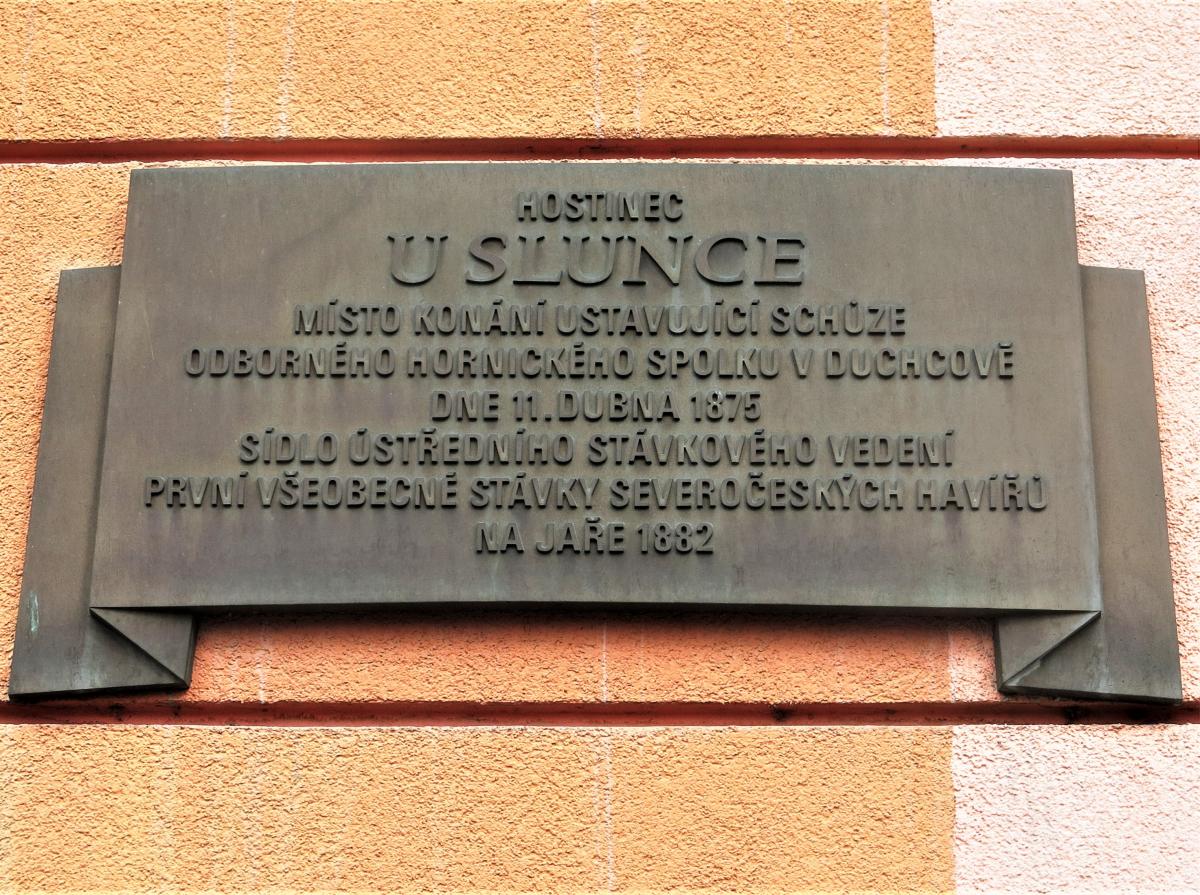 HOSTINEC
U SLUNCE
MÍSTO KONÁNÍ USTAVUJÍCÍ SCHŮZE
ODBORNÉHO HORNICKÉHO SPOLKU V DUCHCOVĚ
DNE 11. DUBNA 1875
SÍDLO ÚSTŘEDNÍHO STÁVKOVÉHO VEDENÍ
PRVNÍ VŠEOBECNÉ STÁVKY SEVEROČESKÝCH HAVÍŘŮ
NA JAŘE 1882